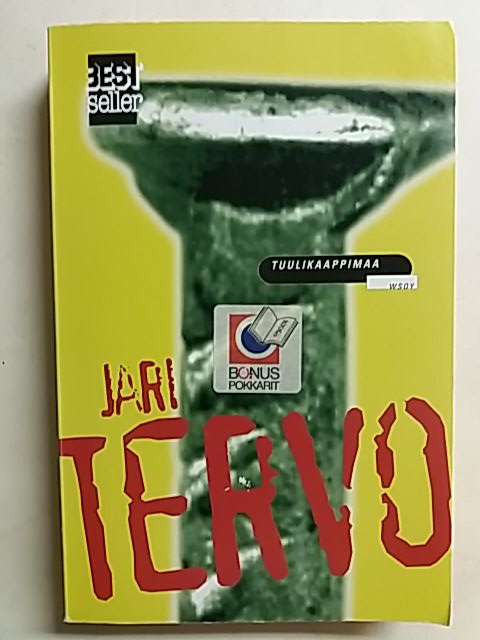 BEST
seller
TUULIKAAPPIMAA
WSOY
BONUS
POKKARIT
JARI
TERVO